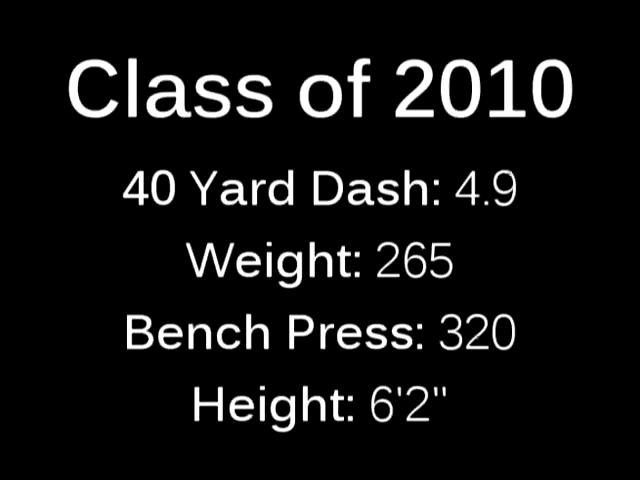 Class of 2010
40 Yard Dash: 4.9
Weight: 265
Bench Press: 320
Height: 6'2"